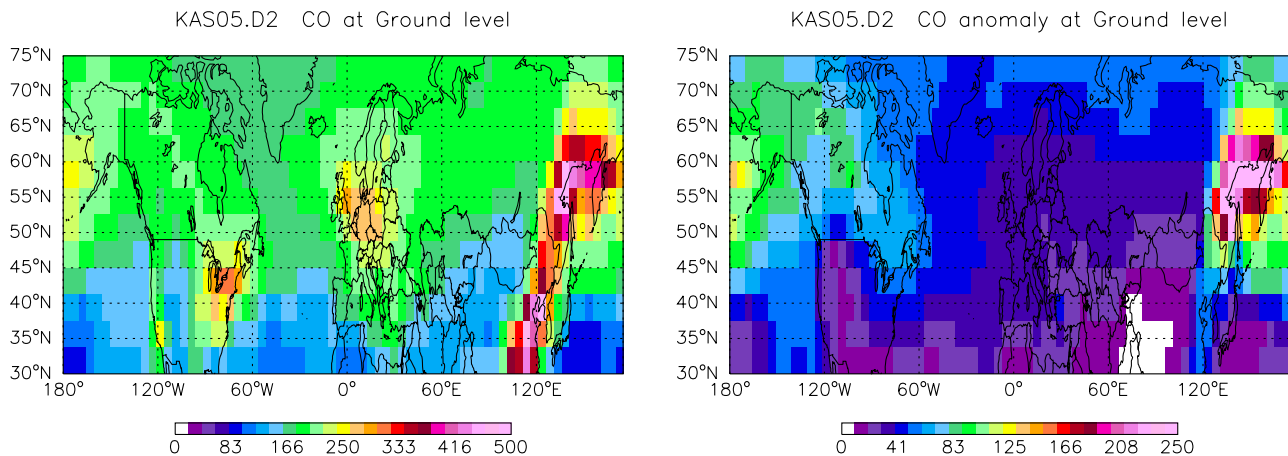 KAS05.D2 CO at Ground level
75°N
70°N
65°N
60°N
55°N
50°N
45°N
40°N
35°N
30°N
180° 120°W 60°W 0° 60°E 120°E
0 83 166 250 333 416 500
KAS05.D2 CO anomaly at Ground level
75°N
70°N
65°N
60°N
55°N
50°N
45°N
40°N
35°N
30°N
180° 120°W 60°W 0° 60°E 120°E
0 41 83 125 166 208 250